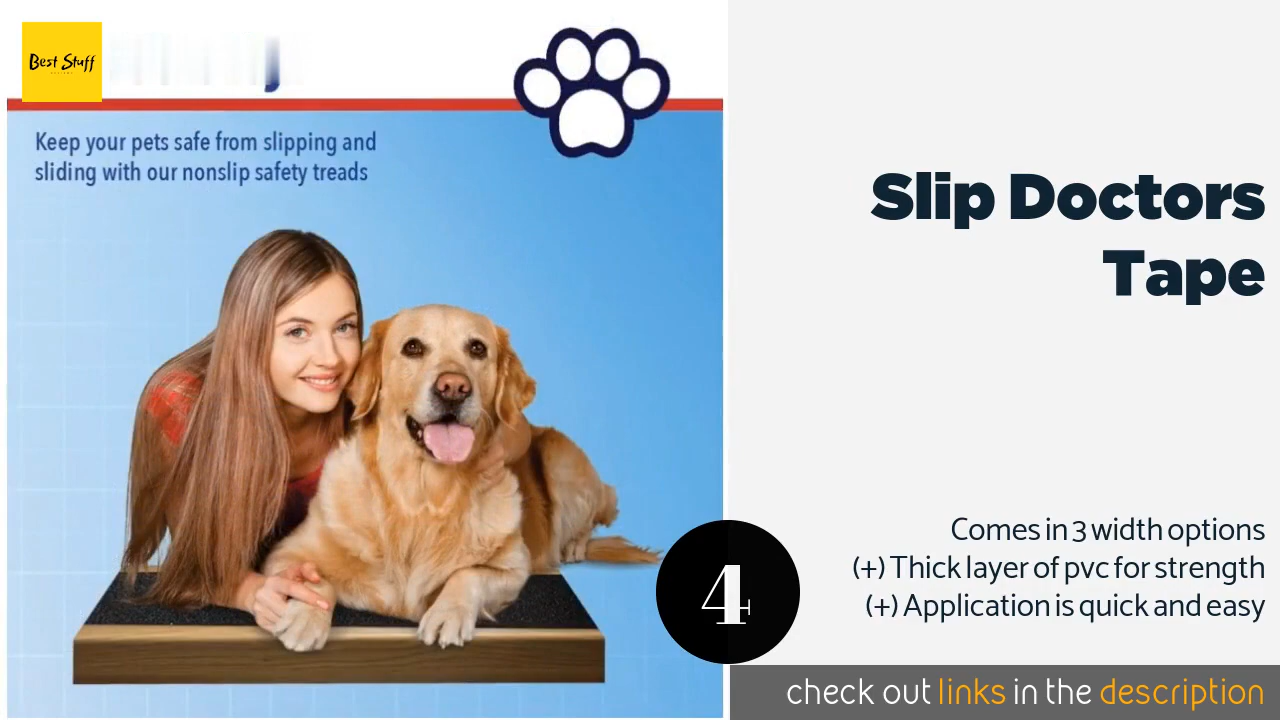 Best Stuff
Keep your pets safe from slipping and
sliding with our nonslip safety treads
Slip Doctors
Tape
4
Comes in 3 width options
(+) Thick layer of pvc for strength
(+) Application is quick and easy
check out links in the description